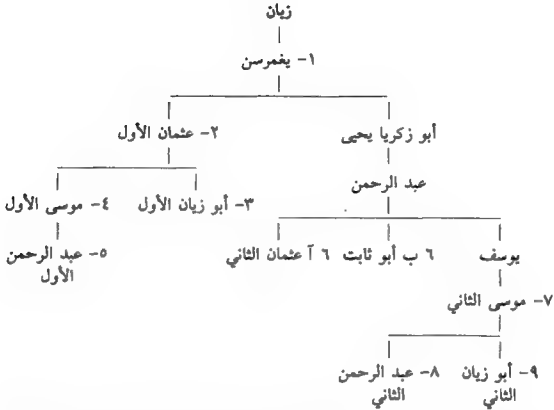 زيان
١- يغمرسن
أبو زكريا يحيى
٢- عثمان الأول
عبد الرحمن
٣- أبو زيان الأول
٤- موسى الأول
يوسف
٦ ب أبو ثابت
٦ آ عثمان الثاني
٥- عبد الرحمن
الأول
٧- موسى الثاني
٩- أبو زيان
الثاني
٨- عبد الرحمن
الثاني